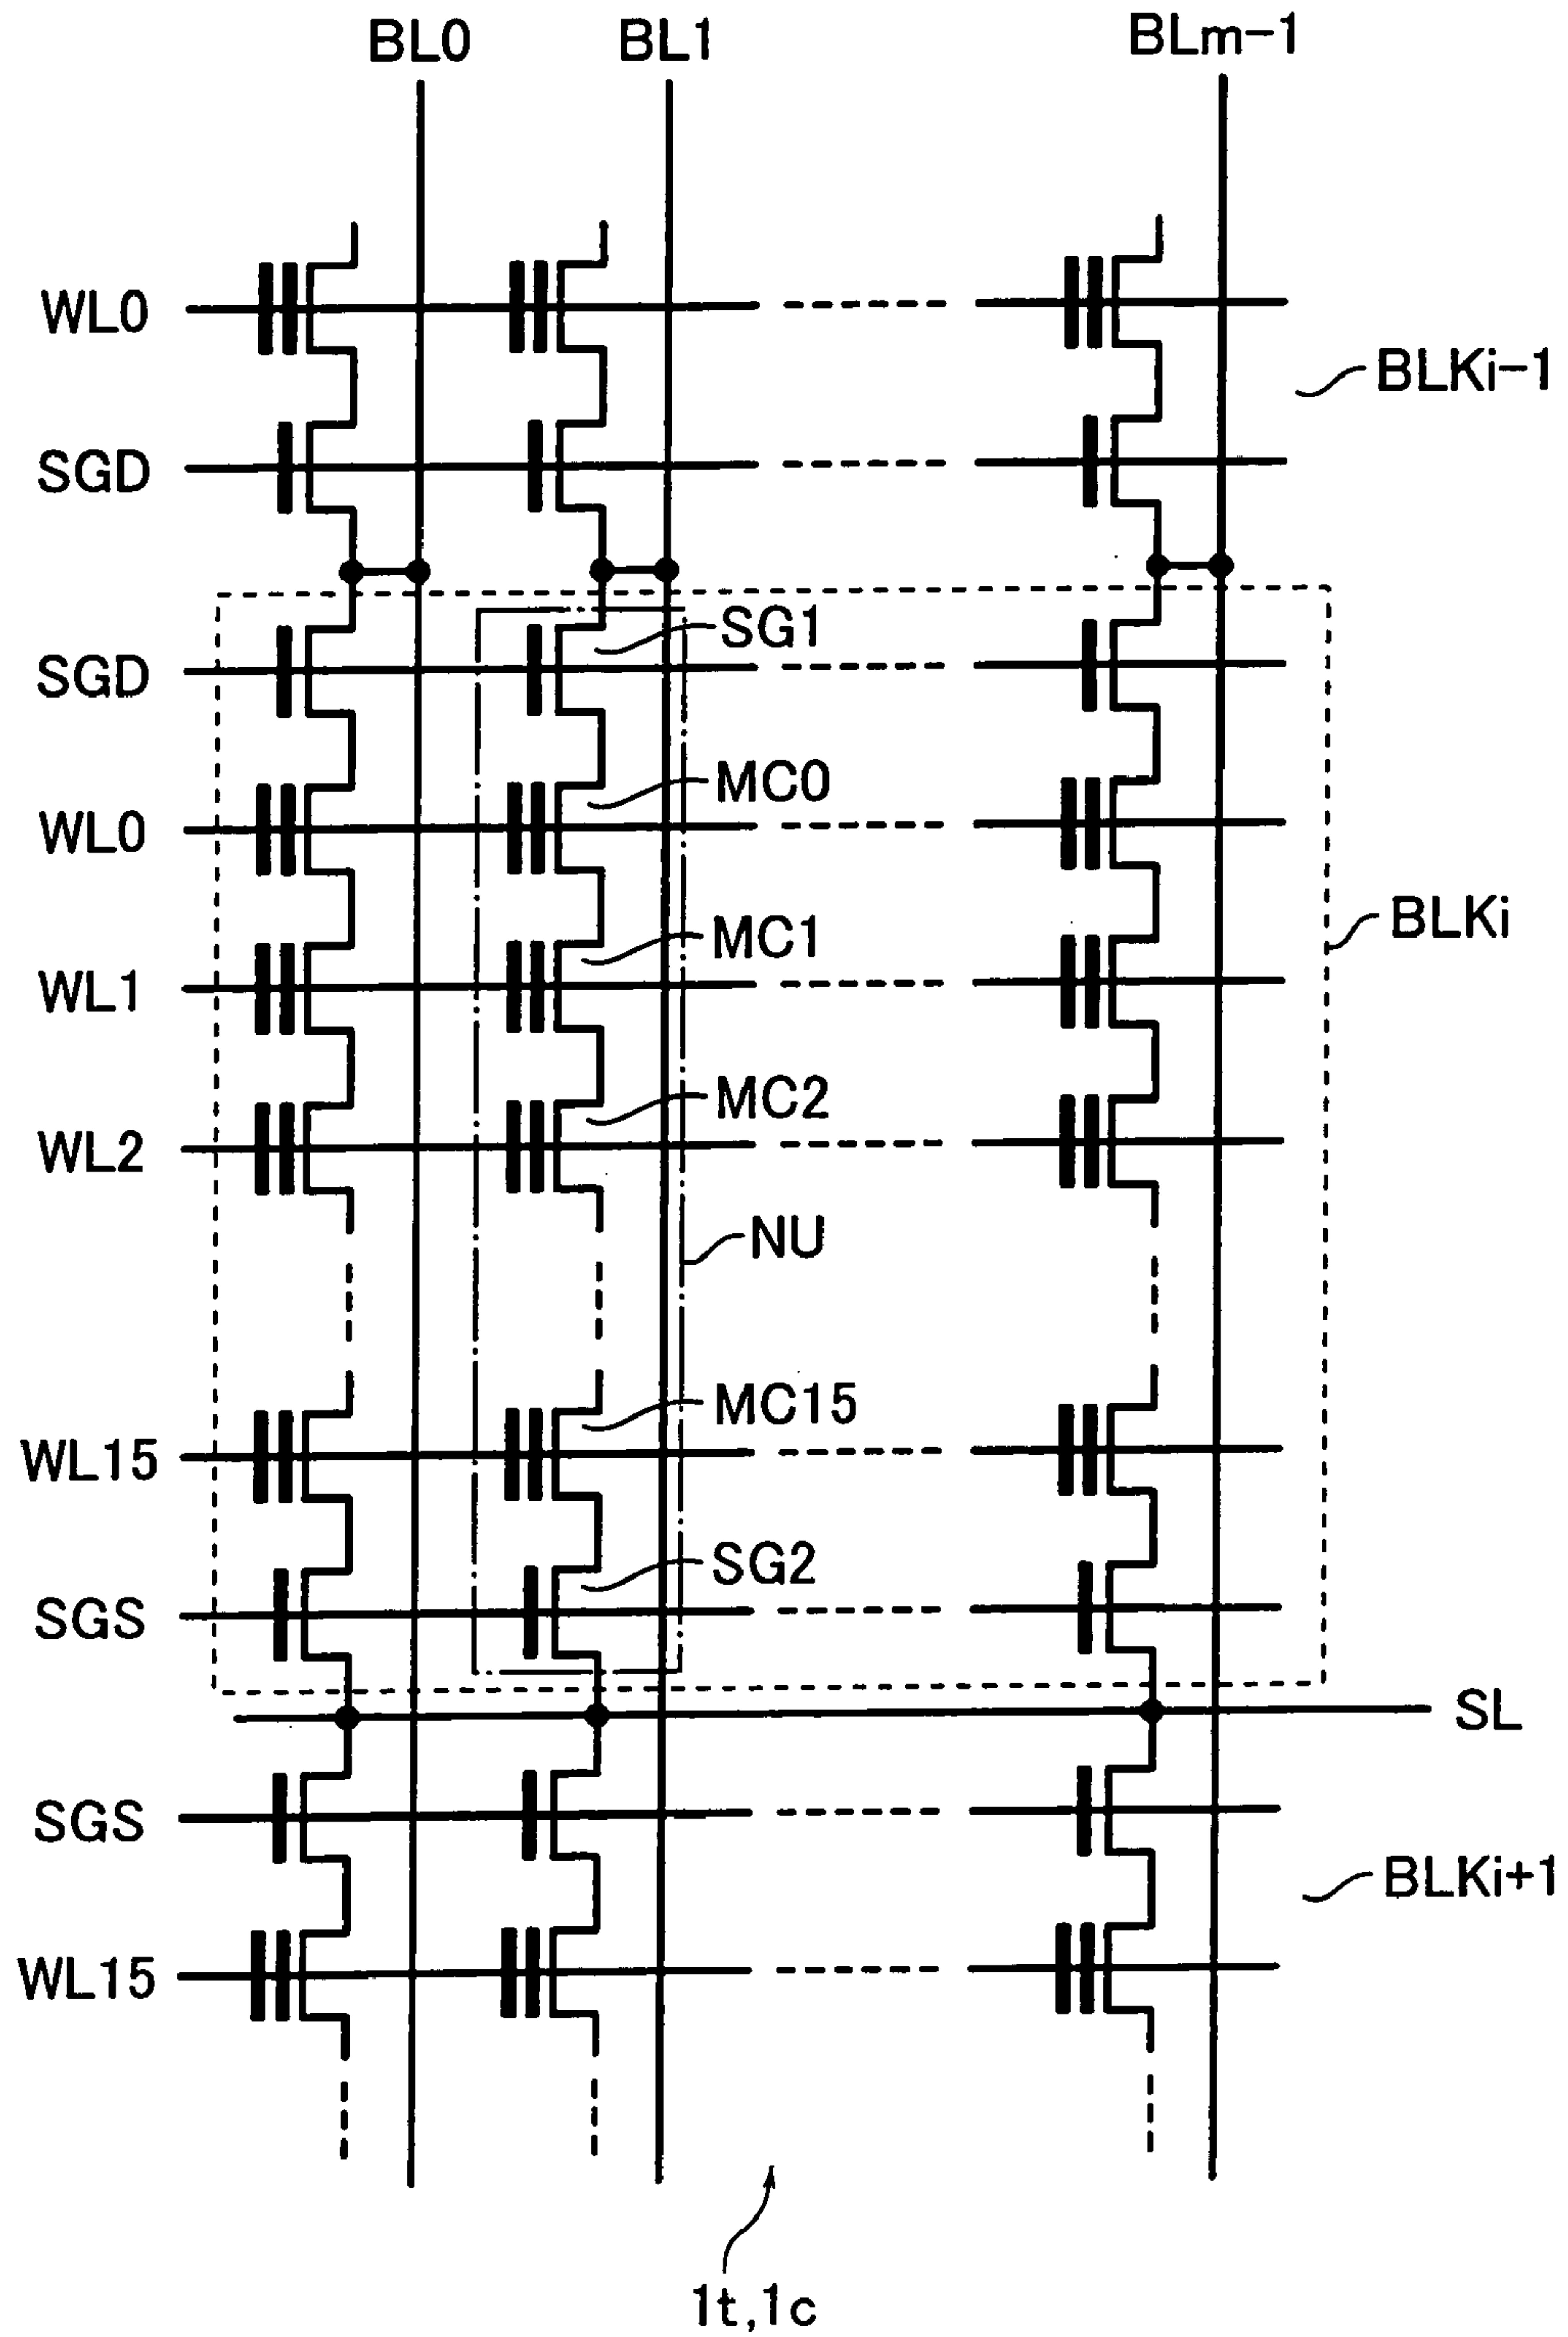 BL0 BL1 BLm-1
WL0
BLKi-1
SGD
SG1
SGD
MC0
WL0
BLKi
MC1
WL1
MC2
WL2
NU
MC15
WL15
SG2
SGS
SL
SGS
BLKi+1
WL15
1t,1c